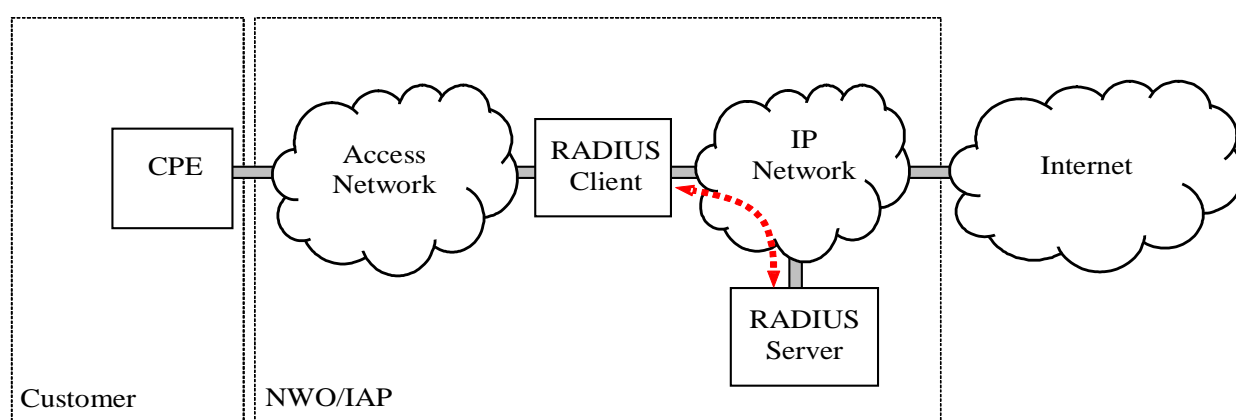 CPE
Access
Network
RADIUS
Client
IP
Network
Internet
RADIUS
Server
Customer
NWO/IAP